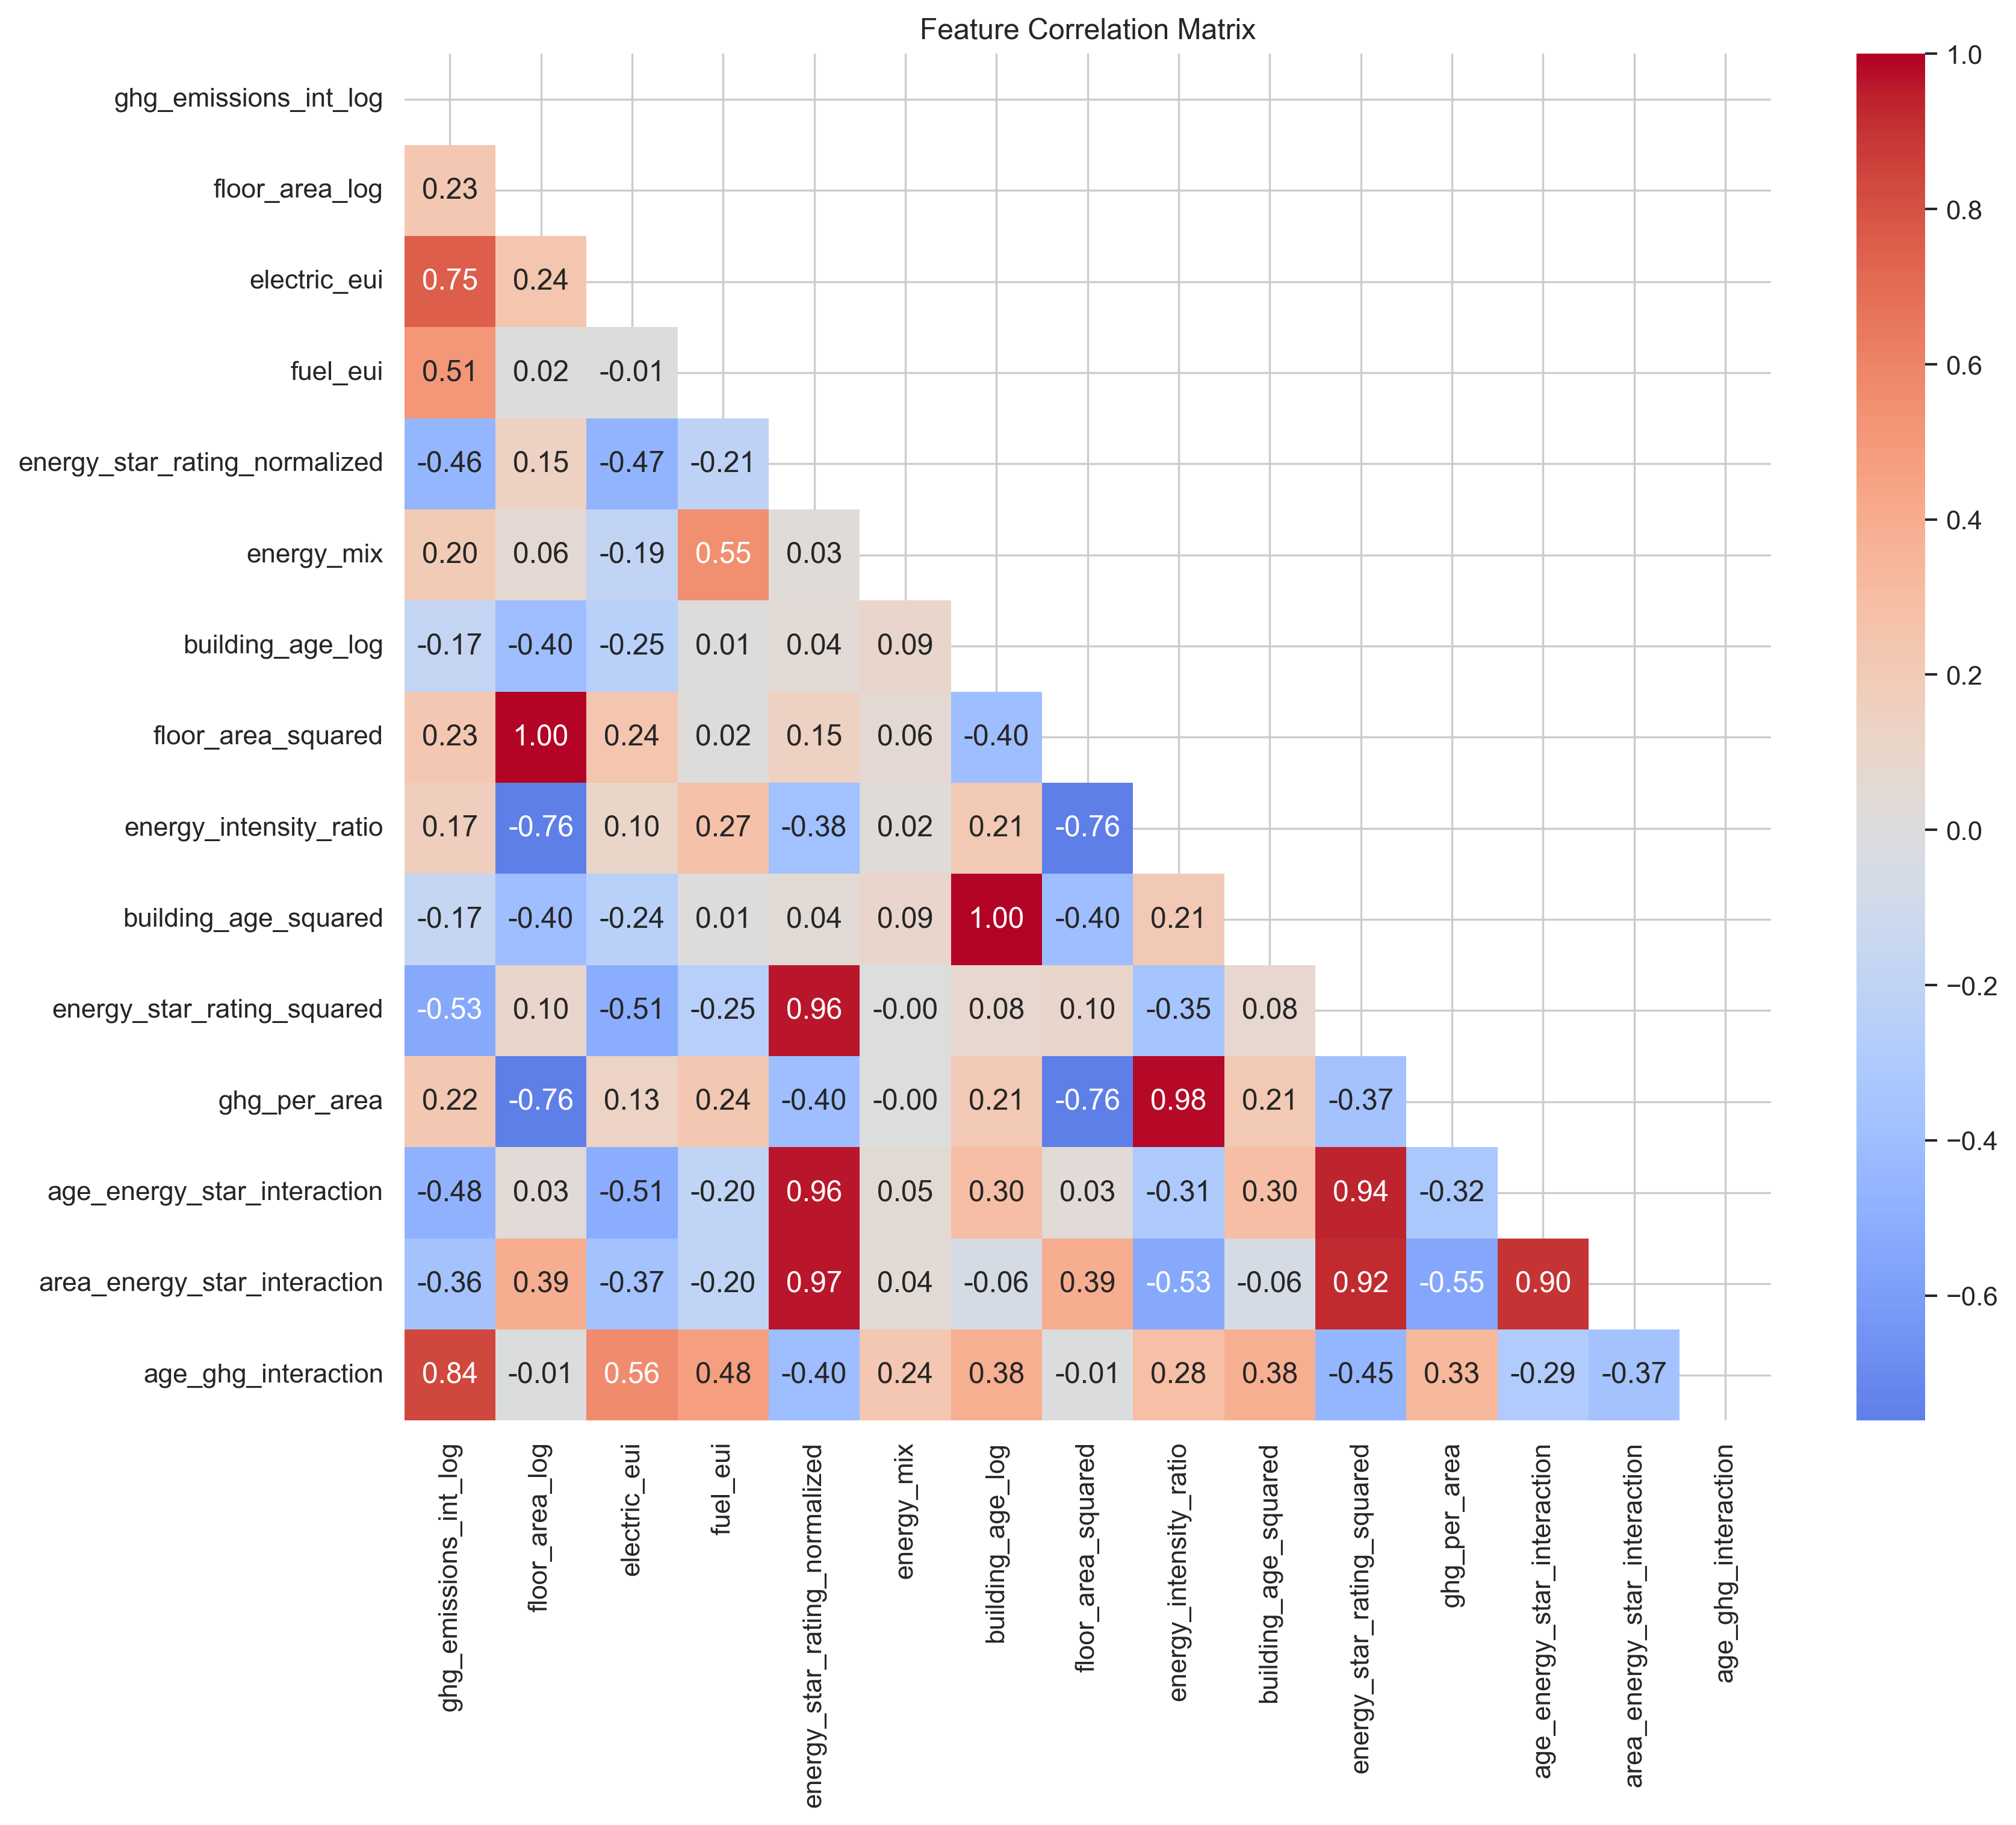 Feature Correlation Matrix
ghg_emissions_int_log
floor_area_log 0.23
electric_eui 0.75 0.24
fuel_eui 0.51 0.02 -0.01
energy_star_rating_normalized -0.46 0.15 -0.47 -0.21
energy_mix 0.20 0.06 -0.19 0.55 0.03
building_age_log -0.17 -0.40 -0.25 0.01 0.04 0.09
floor_area_squared 0.23 1.00 0.24 0.02 0.15 0.06 -0.40
energy_intensity_ratio 0.17 -0.76 0.10 0.27 -0.38 0.02 0.21 -0.76
building_age_squared -0.17 -0.40 -0.24 0.01 0.04 0.09 1.00 -0.40 0.21
energy_star_rating_squared -0.53 0.10 -0.51 -0.25 0.96 -0.00 0.08 0.10 -0.35 0.08
ghg_per_area 0.22 -0.76 0.13 0.24 -0.40 -0.00 0.21 -0.76 0.98 0.21 -0.37
age_energy_star_interaction -0.48 0.03 -0.51 -0.20 0.96 0.05 0.30 0.03 -0.31 0.30 0.94 -0.32
area_energy_star_interaction -0.36 0.39 -0.37 -0.20 0.97 0.04 -0.06 0.39 -0.53 -0.06 0.92 -0.55 0.90
age_ghg_interaction 0.84 -0.01 0.56 0.48 -0.40 0.24 0.38 -0.01 0.28 0.38 -0.45 0.33 -0.29 -0.37
ghg_emissions_int_log
floor_area_log
electric_eui
fuel_eui
energy_star_rating_normalized
energy_mix
building_age_log
floor_area_squared
energy_intensity_ratio
building_age_squared
energy_star_rating_squared
ghg_per_area
age_energy_star_interaction
area_energy_star_interaction
age_ghg_interaction
1.0
0.8
0.6
0.4
0.2
0.0
−0.2
−0.4
−0.6